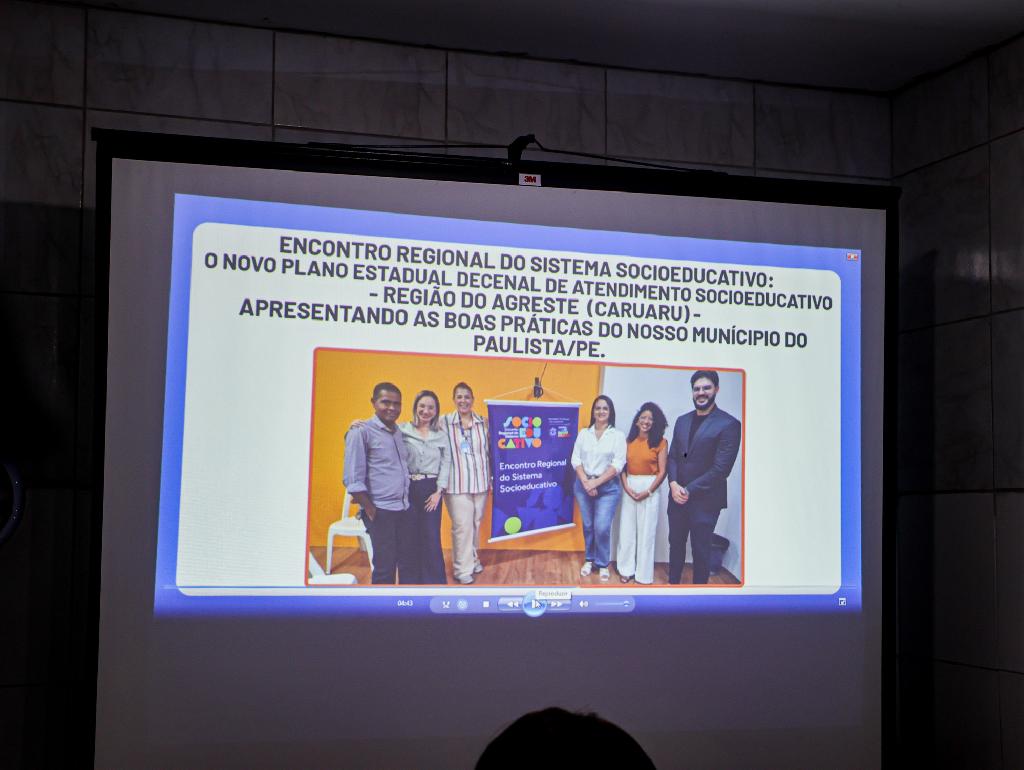 3M
ENCONTRO REGIONAL DO SISTEMA SOCIOEDUCATIVO:
O NOVO PLANO ESTADUAL DECENAL DE ATENDIMENTO SOCIOEDUCATIVO
- REGIÃO DO AGRESTE (CARUARU) -
APRESENTANDO AS BOAS PRÁTICAS DO NOSSO MUNÍCIPIO DO
PAULISTA/PE.
SOCIO
EDU
CATIVO
Encontro Regional
do Sistema
Socioeducativo
Reproduzir
04:43